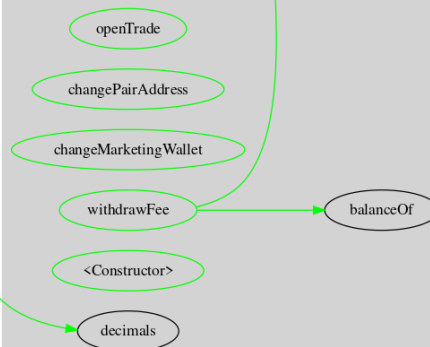 openTrade
changePairAddress
changeMarketingWallet
withdrawFee
balanceOf
<Constructor>
decimals